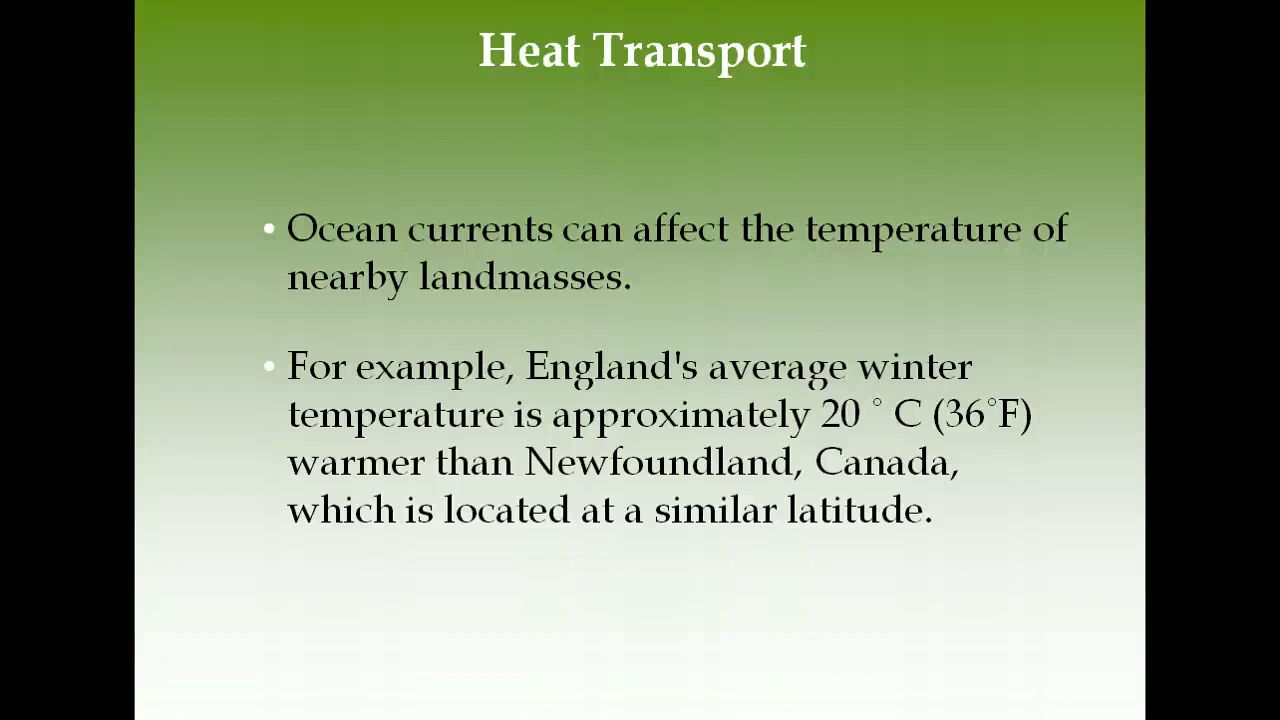 Heat Transport
• Ocean currents can affect the temperature of
nearby landmasses.
• For example, England's average winter
temperature is approximately 20 ° C (36°F)
warmer than Newfoundland, Canada,
which is located at a similar latitude.